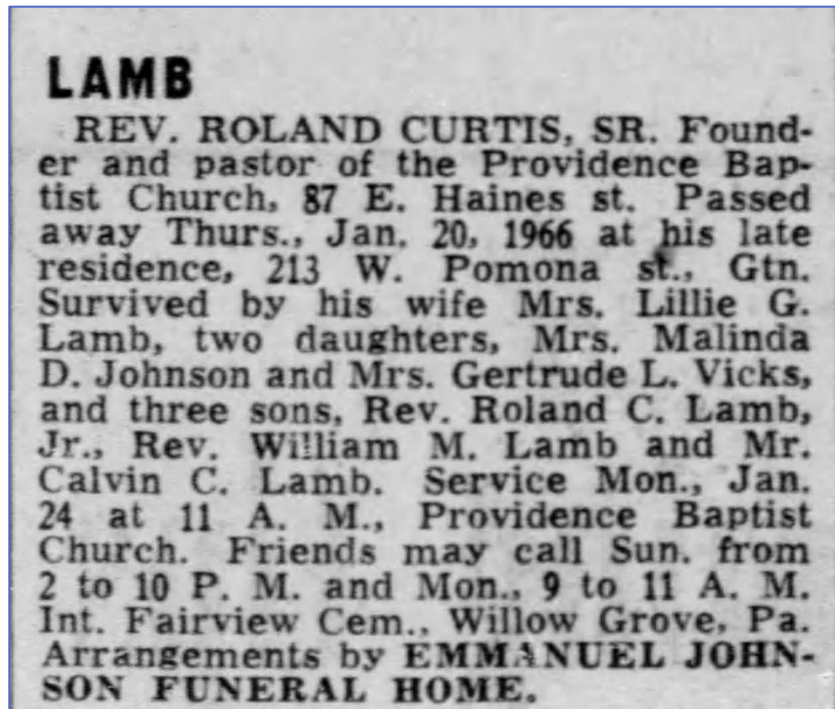 LAMB
REV. ROLAND CURTIS, SR. Found-
er and pastor of the Providence Bap-
tist Church, 87 E. Haines st. Passed
away Thurs., Jan. 20, 1966 at his late
residence, 213 W. Pomona st., Gtn.
Survived by his wife Mrs. Lillie G.
Lamb, two daughters, Mrs. Malinda
D. Johnson and Mrs. Gertrude L. Vicks,
and three sons, Rev. Roland C. Lamb,
Jr., Rev. William M. Lamb and Mr.
Calvin C. Lamb. Service Mon., Jan.
24 at 11 A. M., Providence Baptist
Church. Friends may call Sun. from
2 to 10 P. M. and Mon., 9 to 11 A. M.
Int. Fairview Cem., Willow Grove, Pa.
Arrangements by EMMANUEL JOHN-
SON FUNERAL HOME.